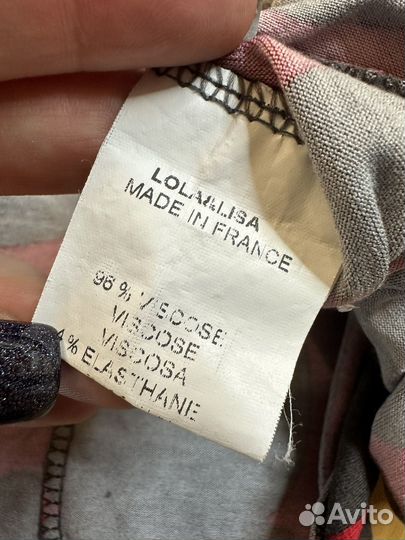 LOLA&LISA
MADE IN FRANCE
96% VISCOSE
VISCOSE
VISCOSA
4% ELASTHANE
Avito